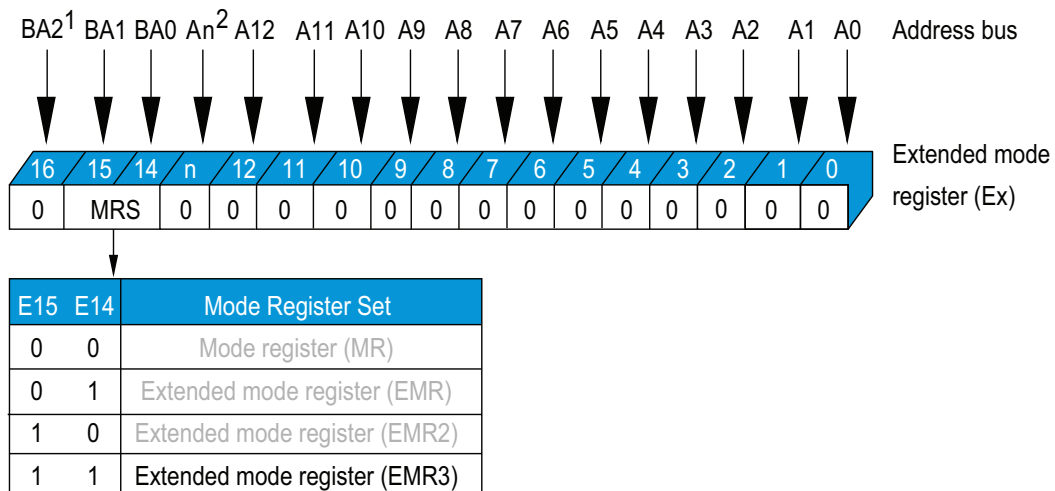 BA21 BA1 BA0 An2 A12 A11 A10 A9 A8 A7 A6 A5 A4 A3 A2 A1 A0 Address bus
16 15 14 n 12 11 10 9 8 7 6 5 4 3 2 1 0 Extended mode
0 MRS 0 0 0 0 0 0 0 0 0 0 0 0 0 0 0 register (Ex)
E15 E14 Mode Register Set
0 0 Mode register (MR)
0 1 Extended mode register (EMR)
1 0 Extended mode register (EMR2)
1 1 Extended mode register (EMR3)